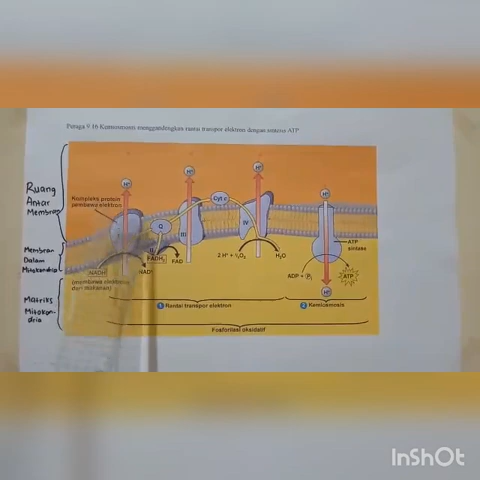 Peraga 9.16 Kemiosmosis menggandengkan rantai transpor elektron dengan sintesis ATP
Ruang
Antar
Membran
Membran
Dalam
Mitokondria
Matriks
Mitokon-
dria
Kompleks protein
pembawa elektron
H⁺
H⁺
H⁺
H⁺
Cyt c
Q
II
III
IV
FADH₂
FAD
NADH
NAD⁺
(membawa elektron
dari makanan)
2 H⁺ + ½O₂
H₂O
ATP
sintase
ADP + P i
ATP
H⁺
1 Rantai transpor elektron
2 Kemiosmosis
Fosforilasi oksidatif
InShOt